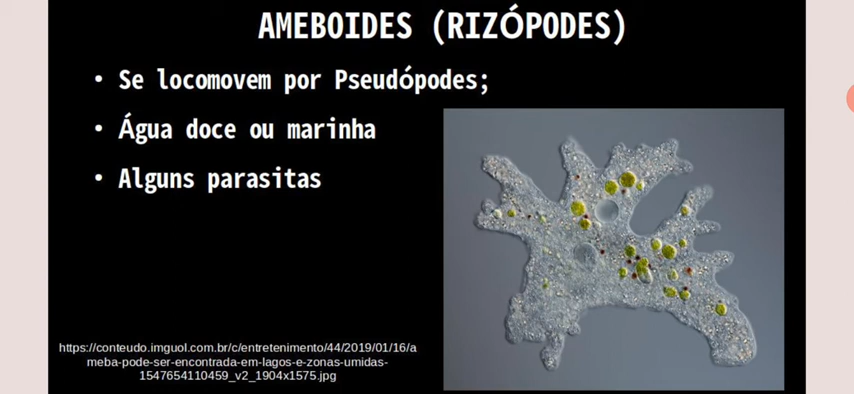 AMEBOIDES (RIZÓPODES)
• Se locomovem por Pseudópodes;
• Água doce ou marinha
• Alguns parasitas
https://conteudo.imguol.com.br/c/entretenimento/44/2019/01/16/a
meba-pode-ser-encontrada-em-lagos-e-zonas-umidas-
1547654110459_v2_1904x1575.jpg